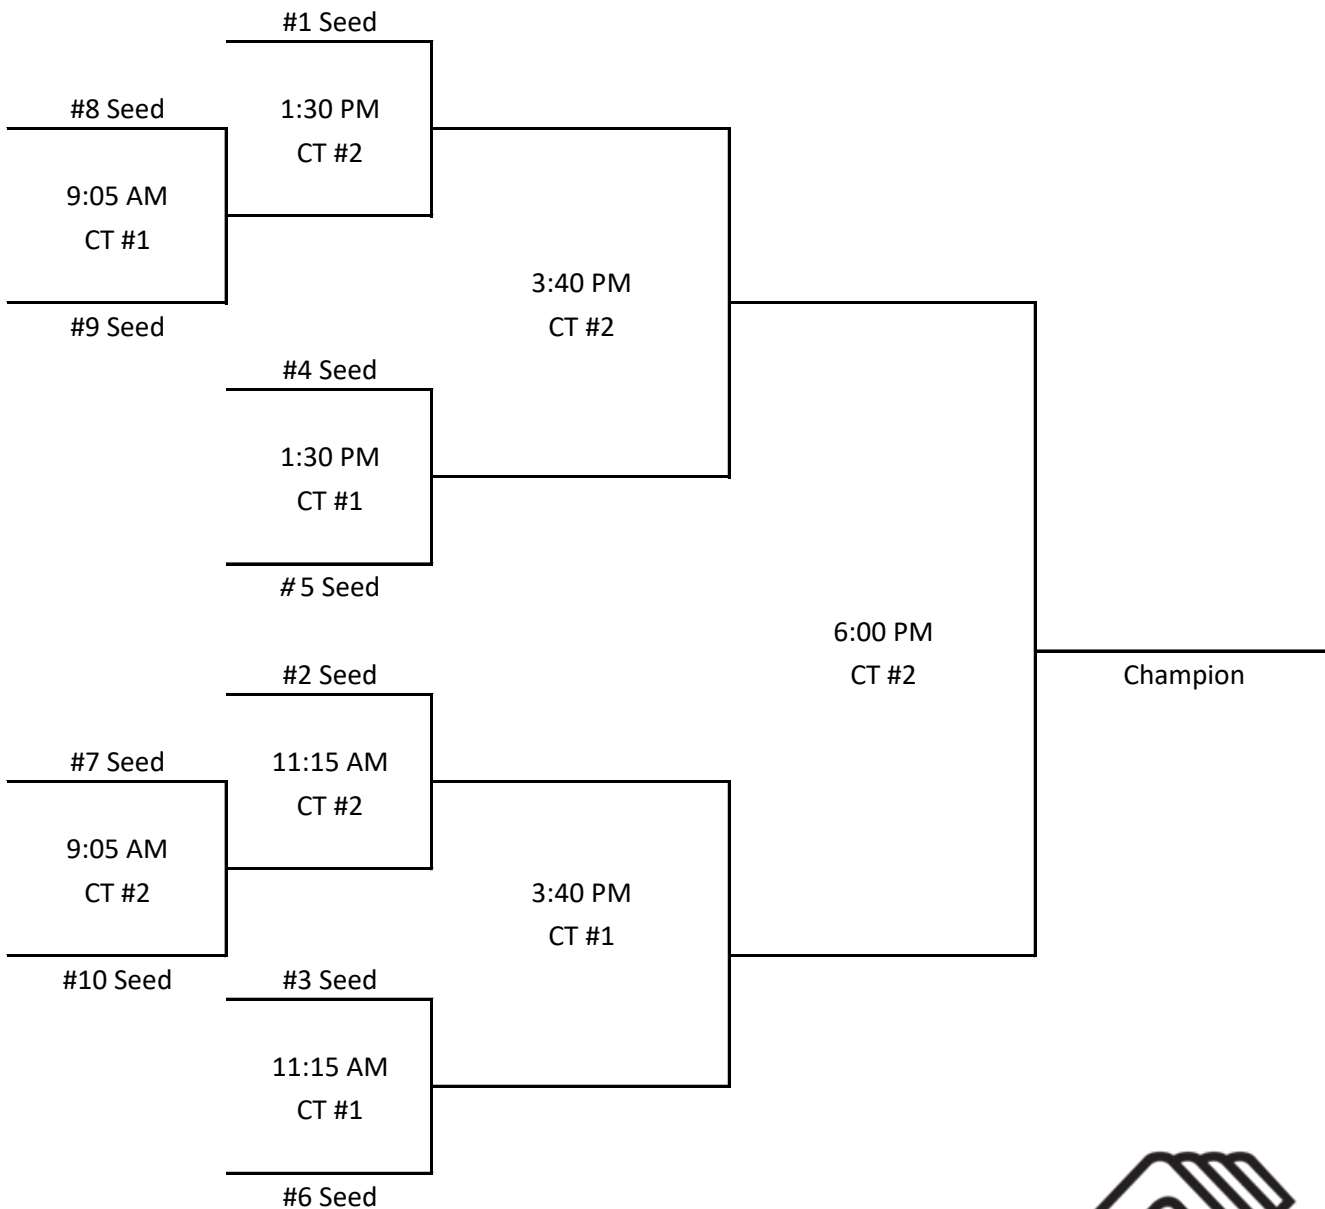 #1 Seed
#8 Seed
1:30 PM
CT #2
9:05 AM
CT #1
3:40 PM
CT #2
#9 Seed
#4 Seed
1:30 PM
CT #1
#5 Seed
6:00 PM
CT #2
Champion
#2 Seed
#7 Seed
11:15 AM
CT #2
9:05 AM
CT #2
3:40 PM
CT #1
#10 Seed
#3 Seed
11:15 AM
CT #1
#6 Seed